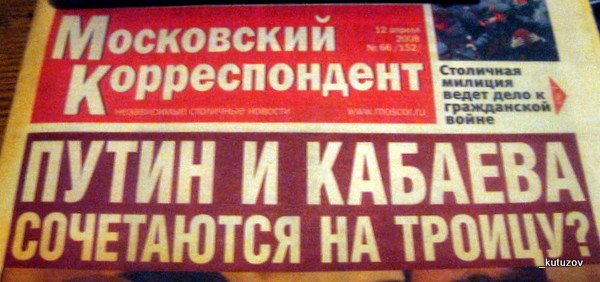 Московский
Корреспондент
12 апреля
2008
№ 66 /152/
независимые столичные новости
www.moscor.ru
Столичная
милиция
ведет дело к
гражданской
войне
ПУТИН И КАБАЕВА
СОЧЕТАЮТСЯ НА ТРОИЦУ?
_kutuzov